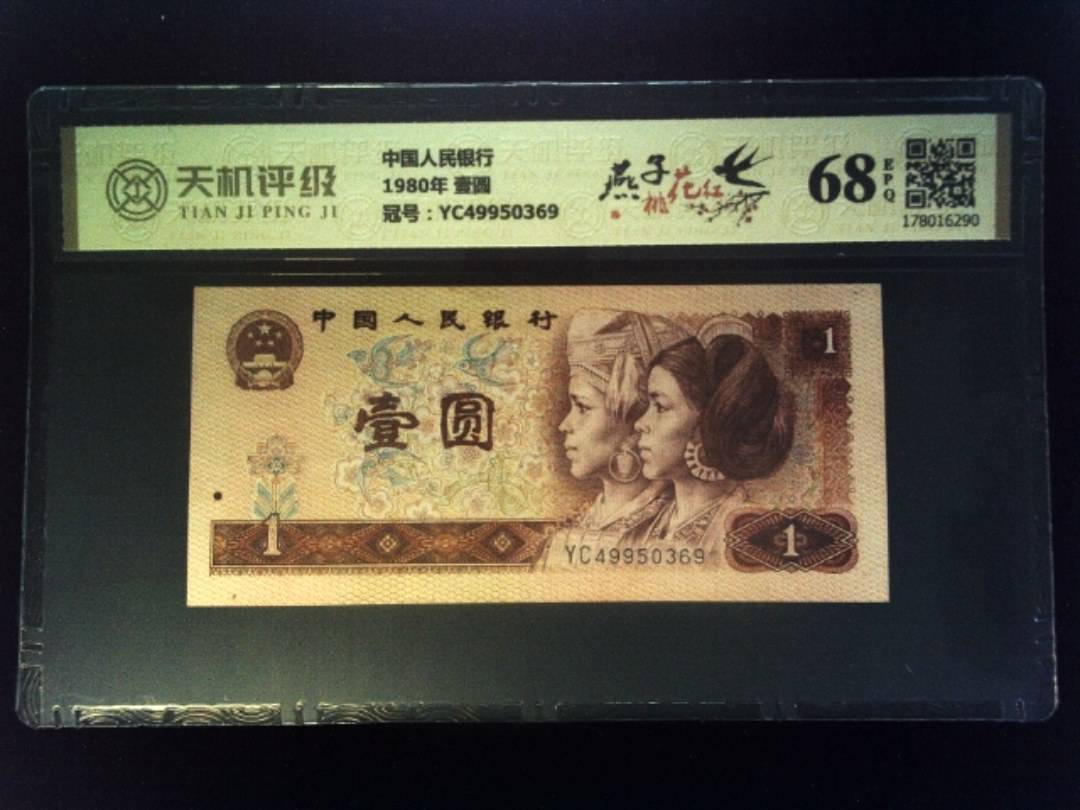 天机评级
TIAN JI PING JI
中国人民银行
1980年 壹圆
冠号：YC49950369
燕子桃花红
68
EPQ
178016290
中国人民银行
1
壹圆
1
YC49950369
1